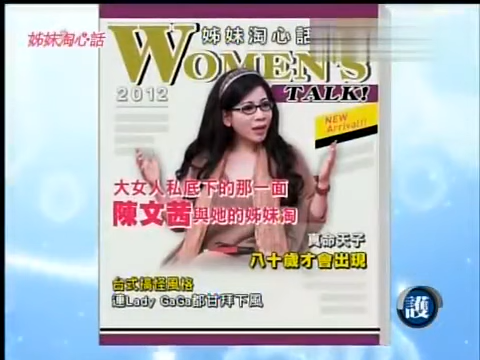 姊妹淘心話
姊妹淘心話
WOMEN'S
TALK!
2012
NEW
Arrival!!
大女人私底下的那一面
陳文茜與她的姊妹淘
真命天子
八十歲才會出現
台式搞怪風格
連Lady GaGa都甘拜下風
護